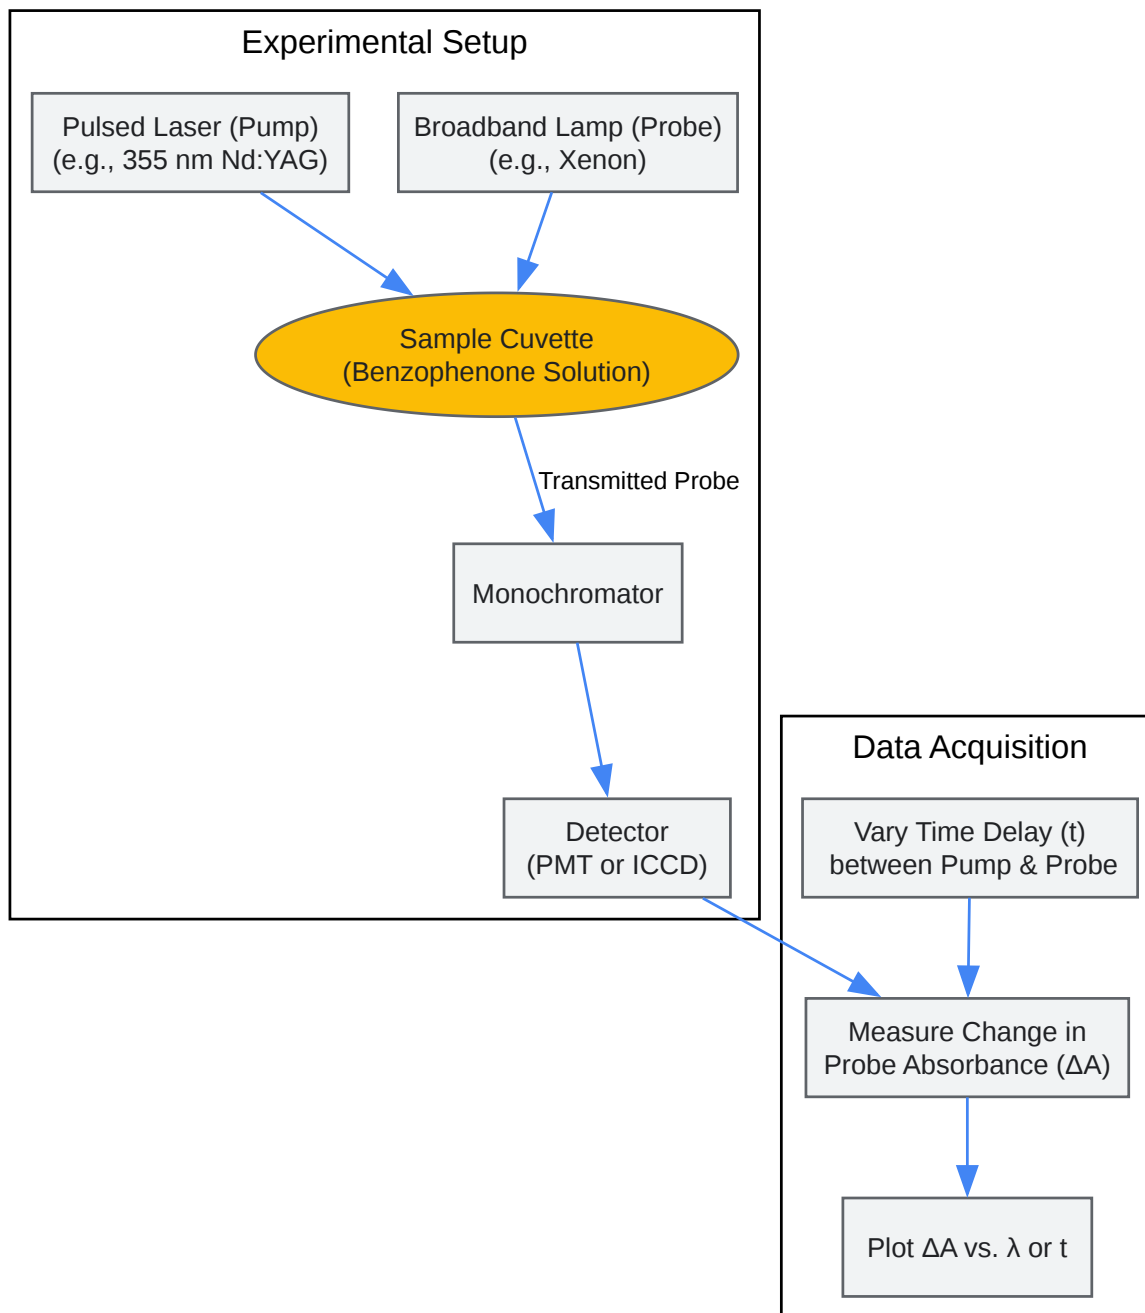 Experimental Setup
Pulsed Laser (Pump)
(e.g., 355 nm Nd:YAG)
Broadband Lamp (Probe)
(e.g., Xenon)
Sample Cuvette
(Benzophenone Solution)
Transmitted Probe
Monochromator
Detector
(PMT or ICCD)
Data Acquisition
Vary Time Delay (t)
between Pump & Probe
Measure Change in
Probe Absorbance (ΔA)
Plot ΔA vs. λ or t